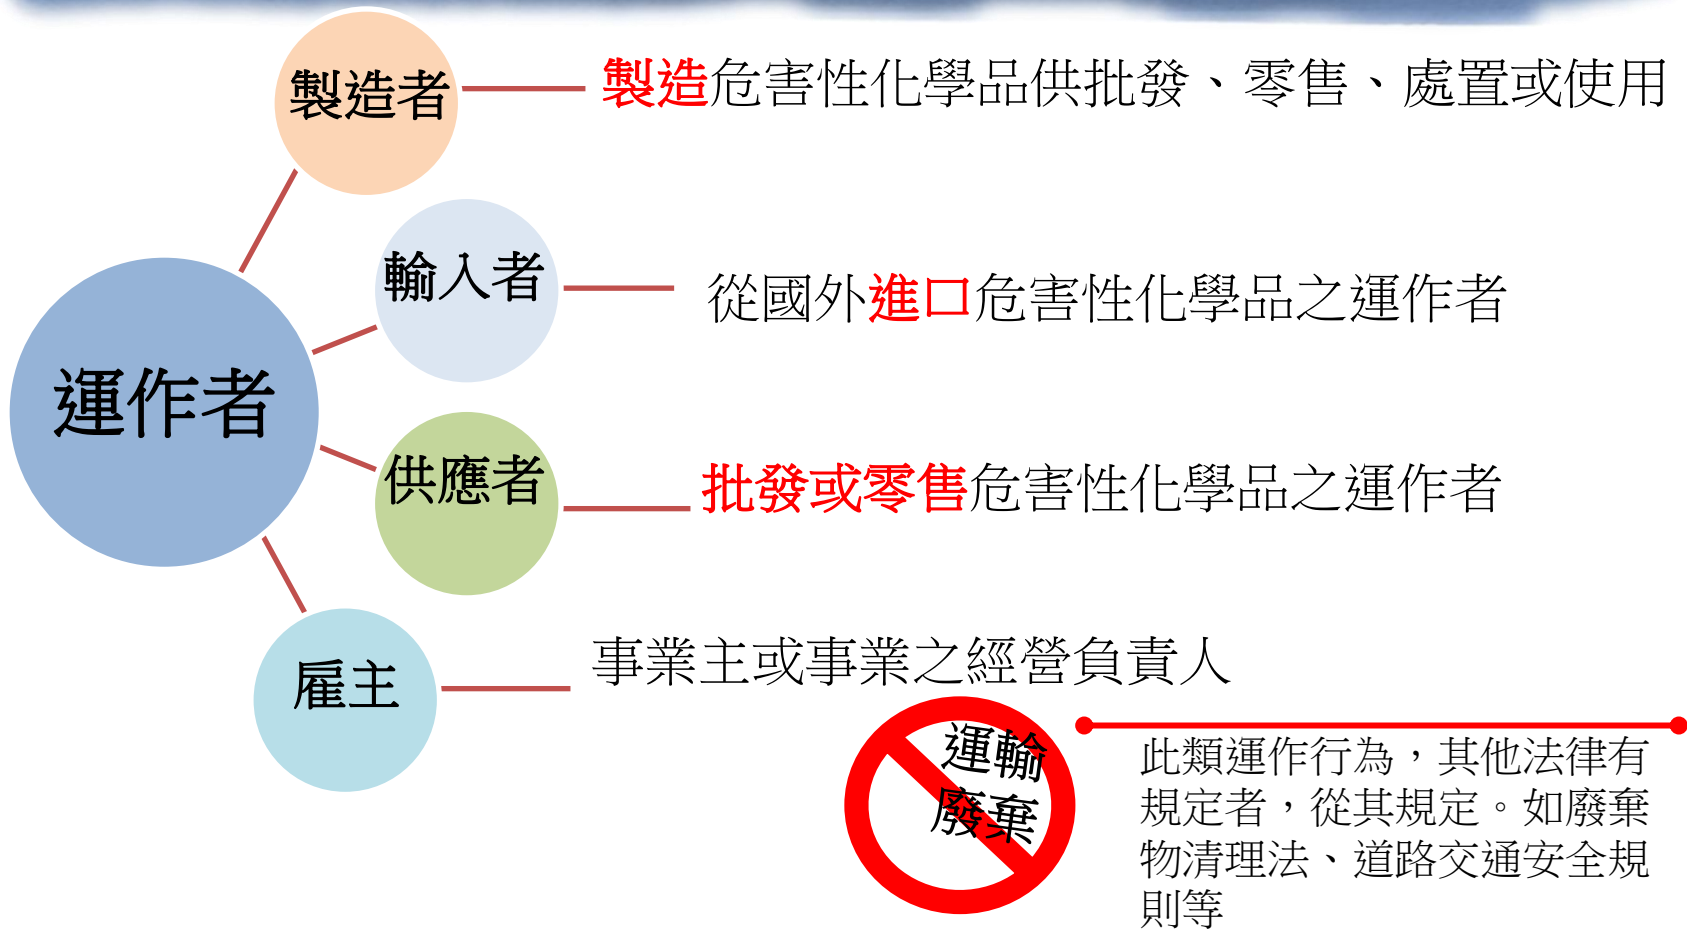 製造者
製造危害性化學品供批發、零售、處置或使用
輸入者
從國外進口危害性化學品之運作者
運作者
供應者
批發或零售危害性化學品之運作者
雇主
事業主或事業之經營負責人
運輸
廢棄
此類運作行為，其他法律有
規定者，從其規定。如廢棄
物清理法、道路交通安全規
則等